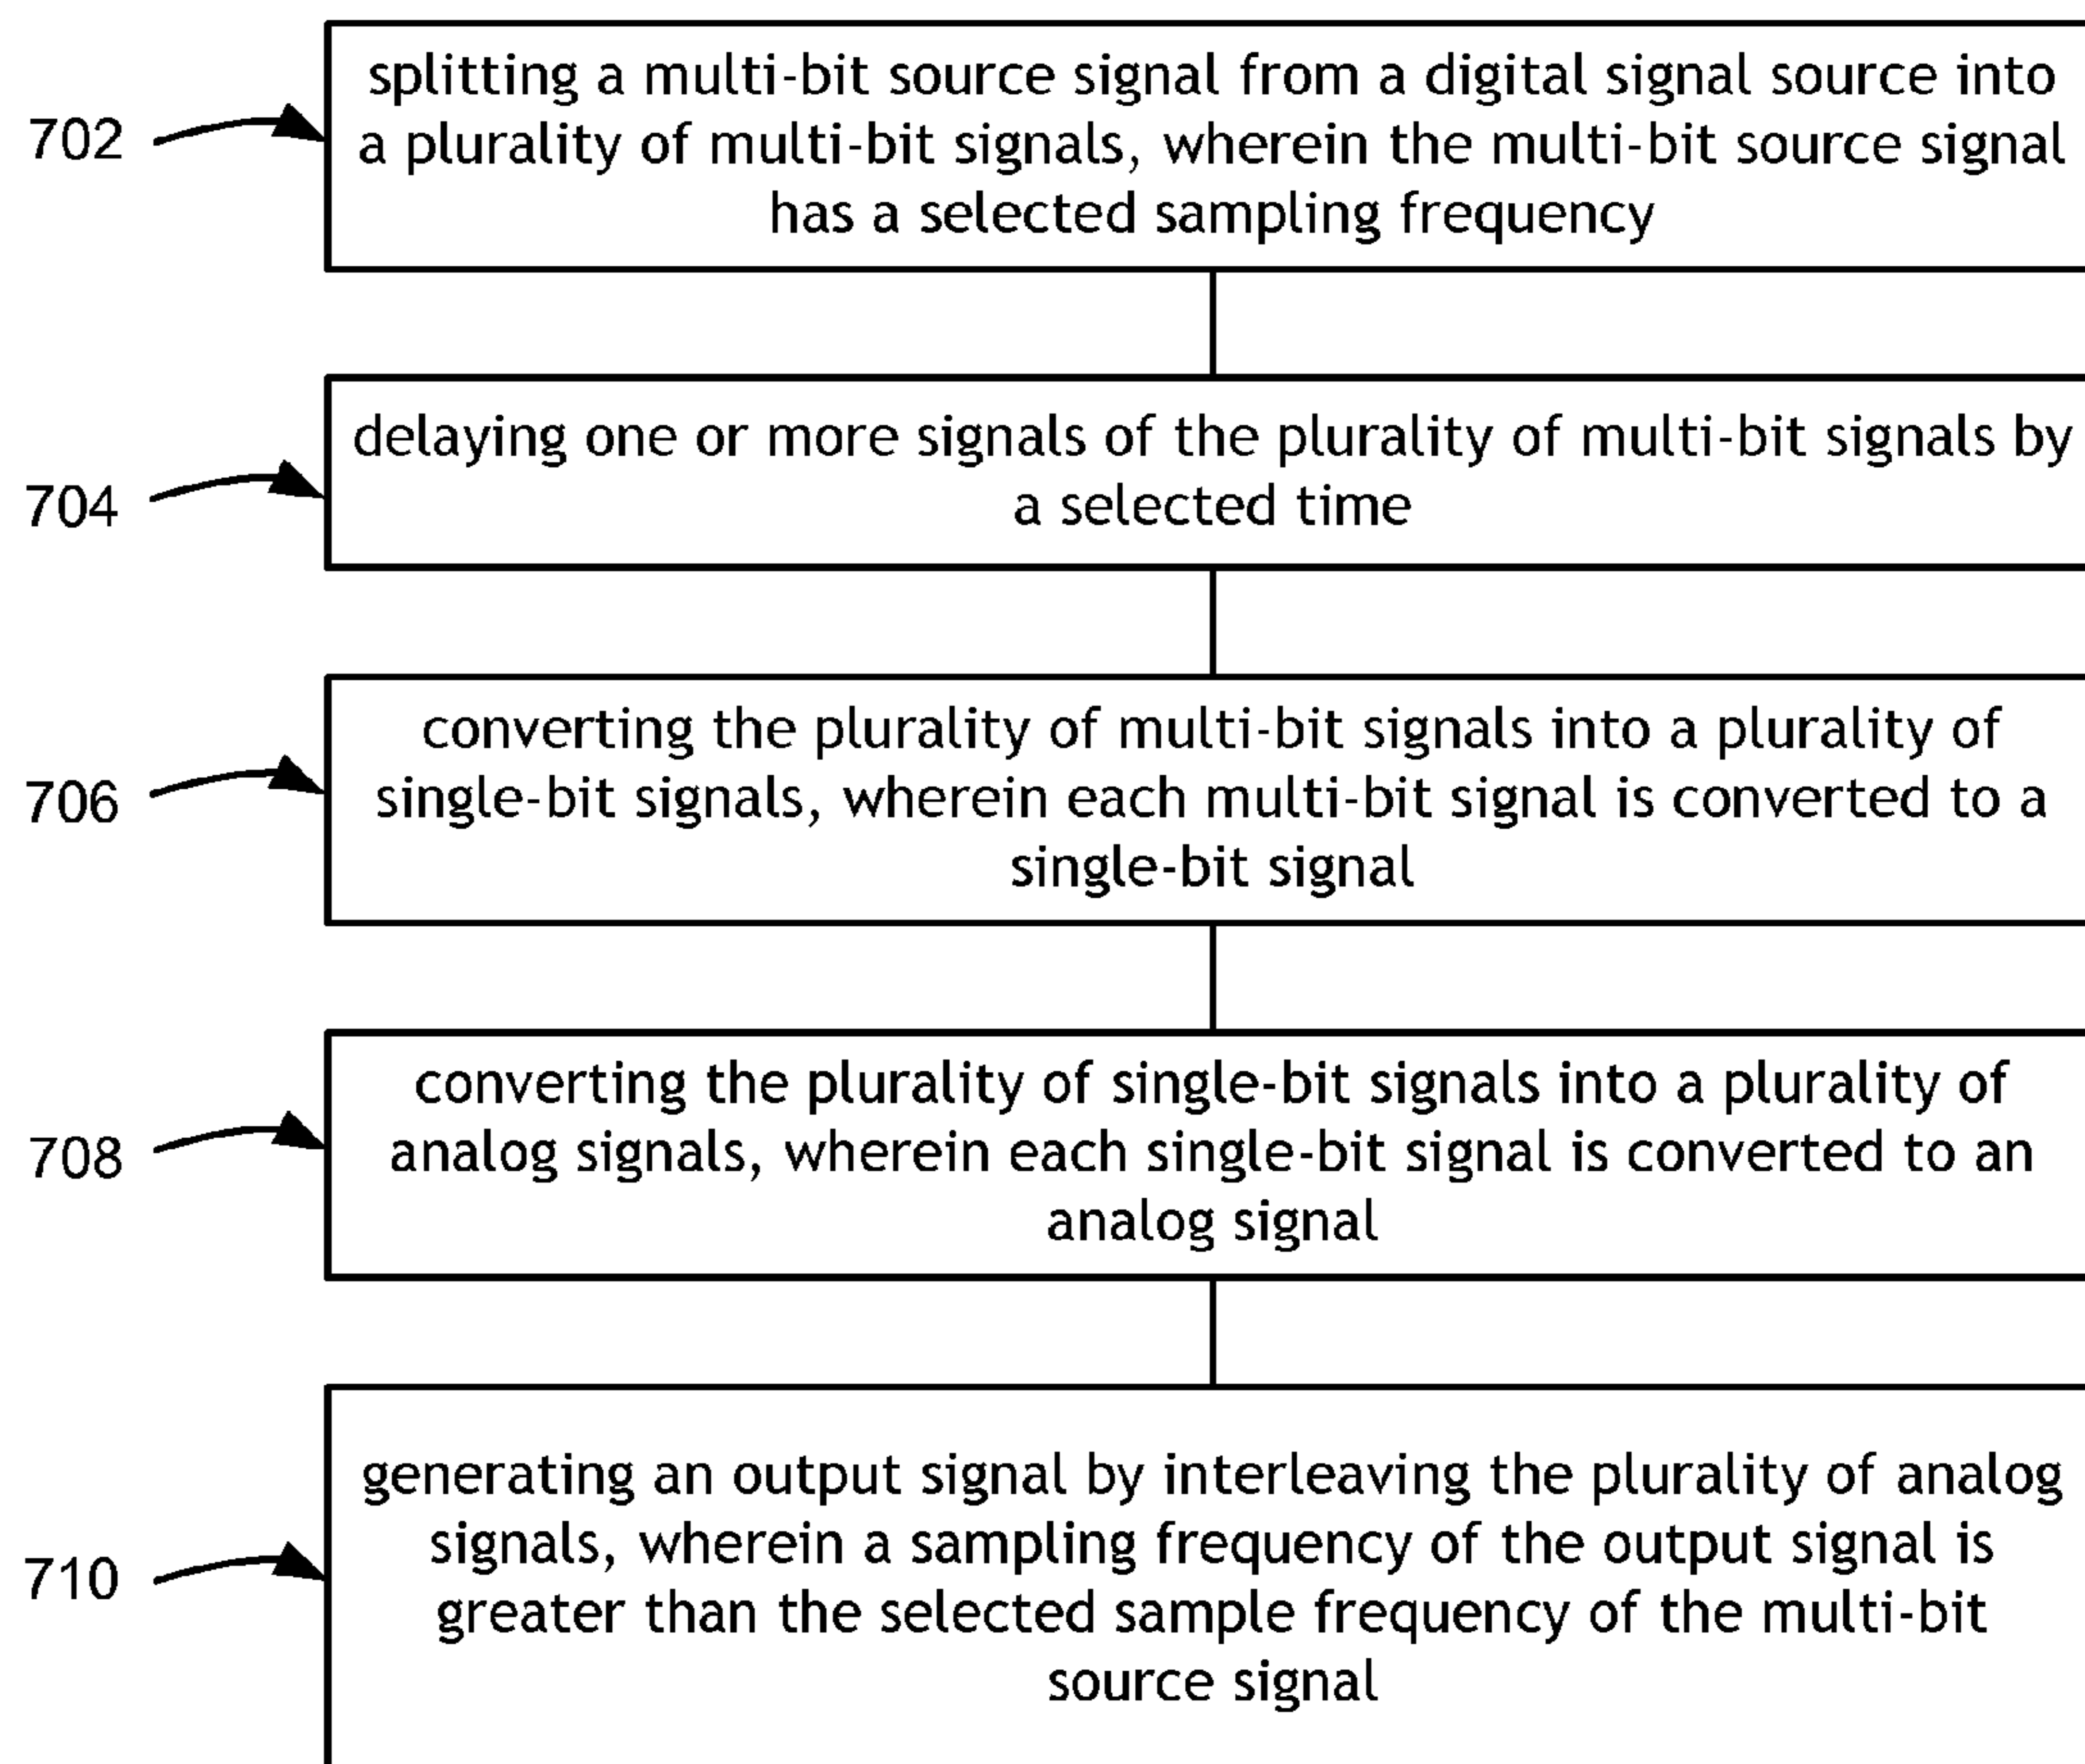 702
splitting a multi-bit source signal from a digital signal source into
a plurality of multi-bit signals, wherein the multi-bit source signal
has a selected sampling frequency
704
delaying one or more signals of the plurality of multi-bit signals by
a selected time
706
converting the plurality of multi-bit signals into a plurality of
single-bit signals, wherein each multi-bit signal is converted to a
single-bit signal
708
converting the plurality of single-bit signals into a plurality of
analog signals, wherein each single-bit signal is converted to an
analog signal
710
generating an output signal by interleaving the plurality of analog
signals, wherein a sampling frequency of the output signal is
greater than the selected sample frequency of the multi-bit
source signal